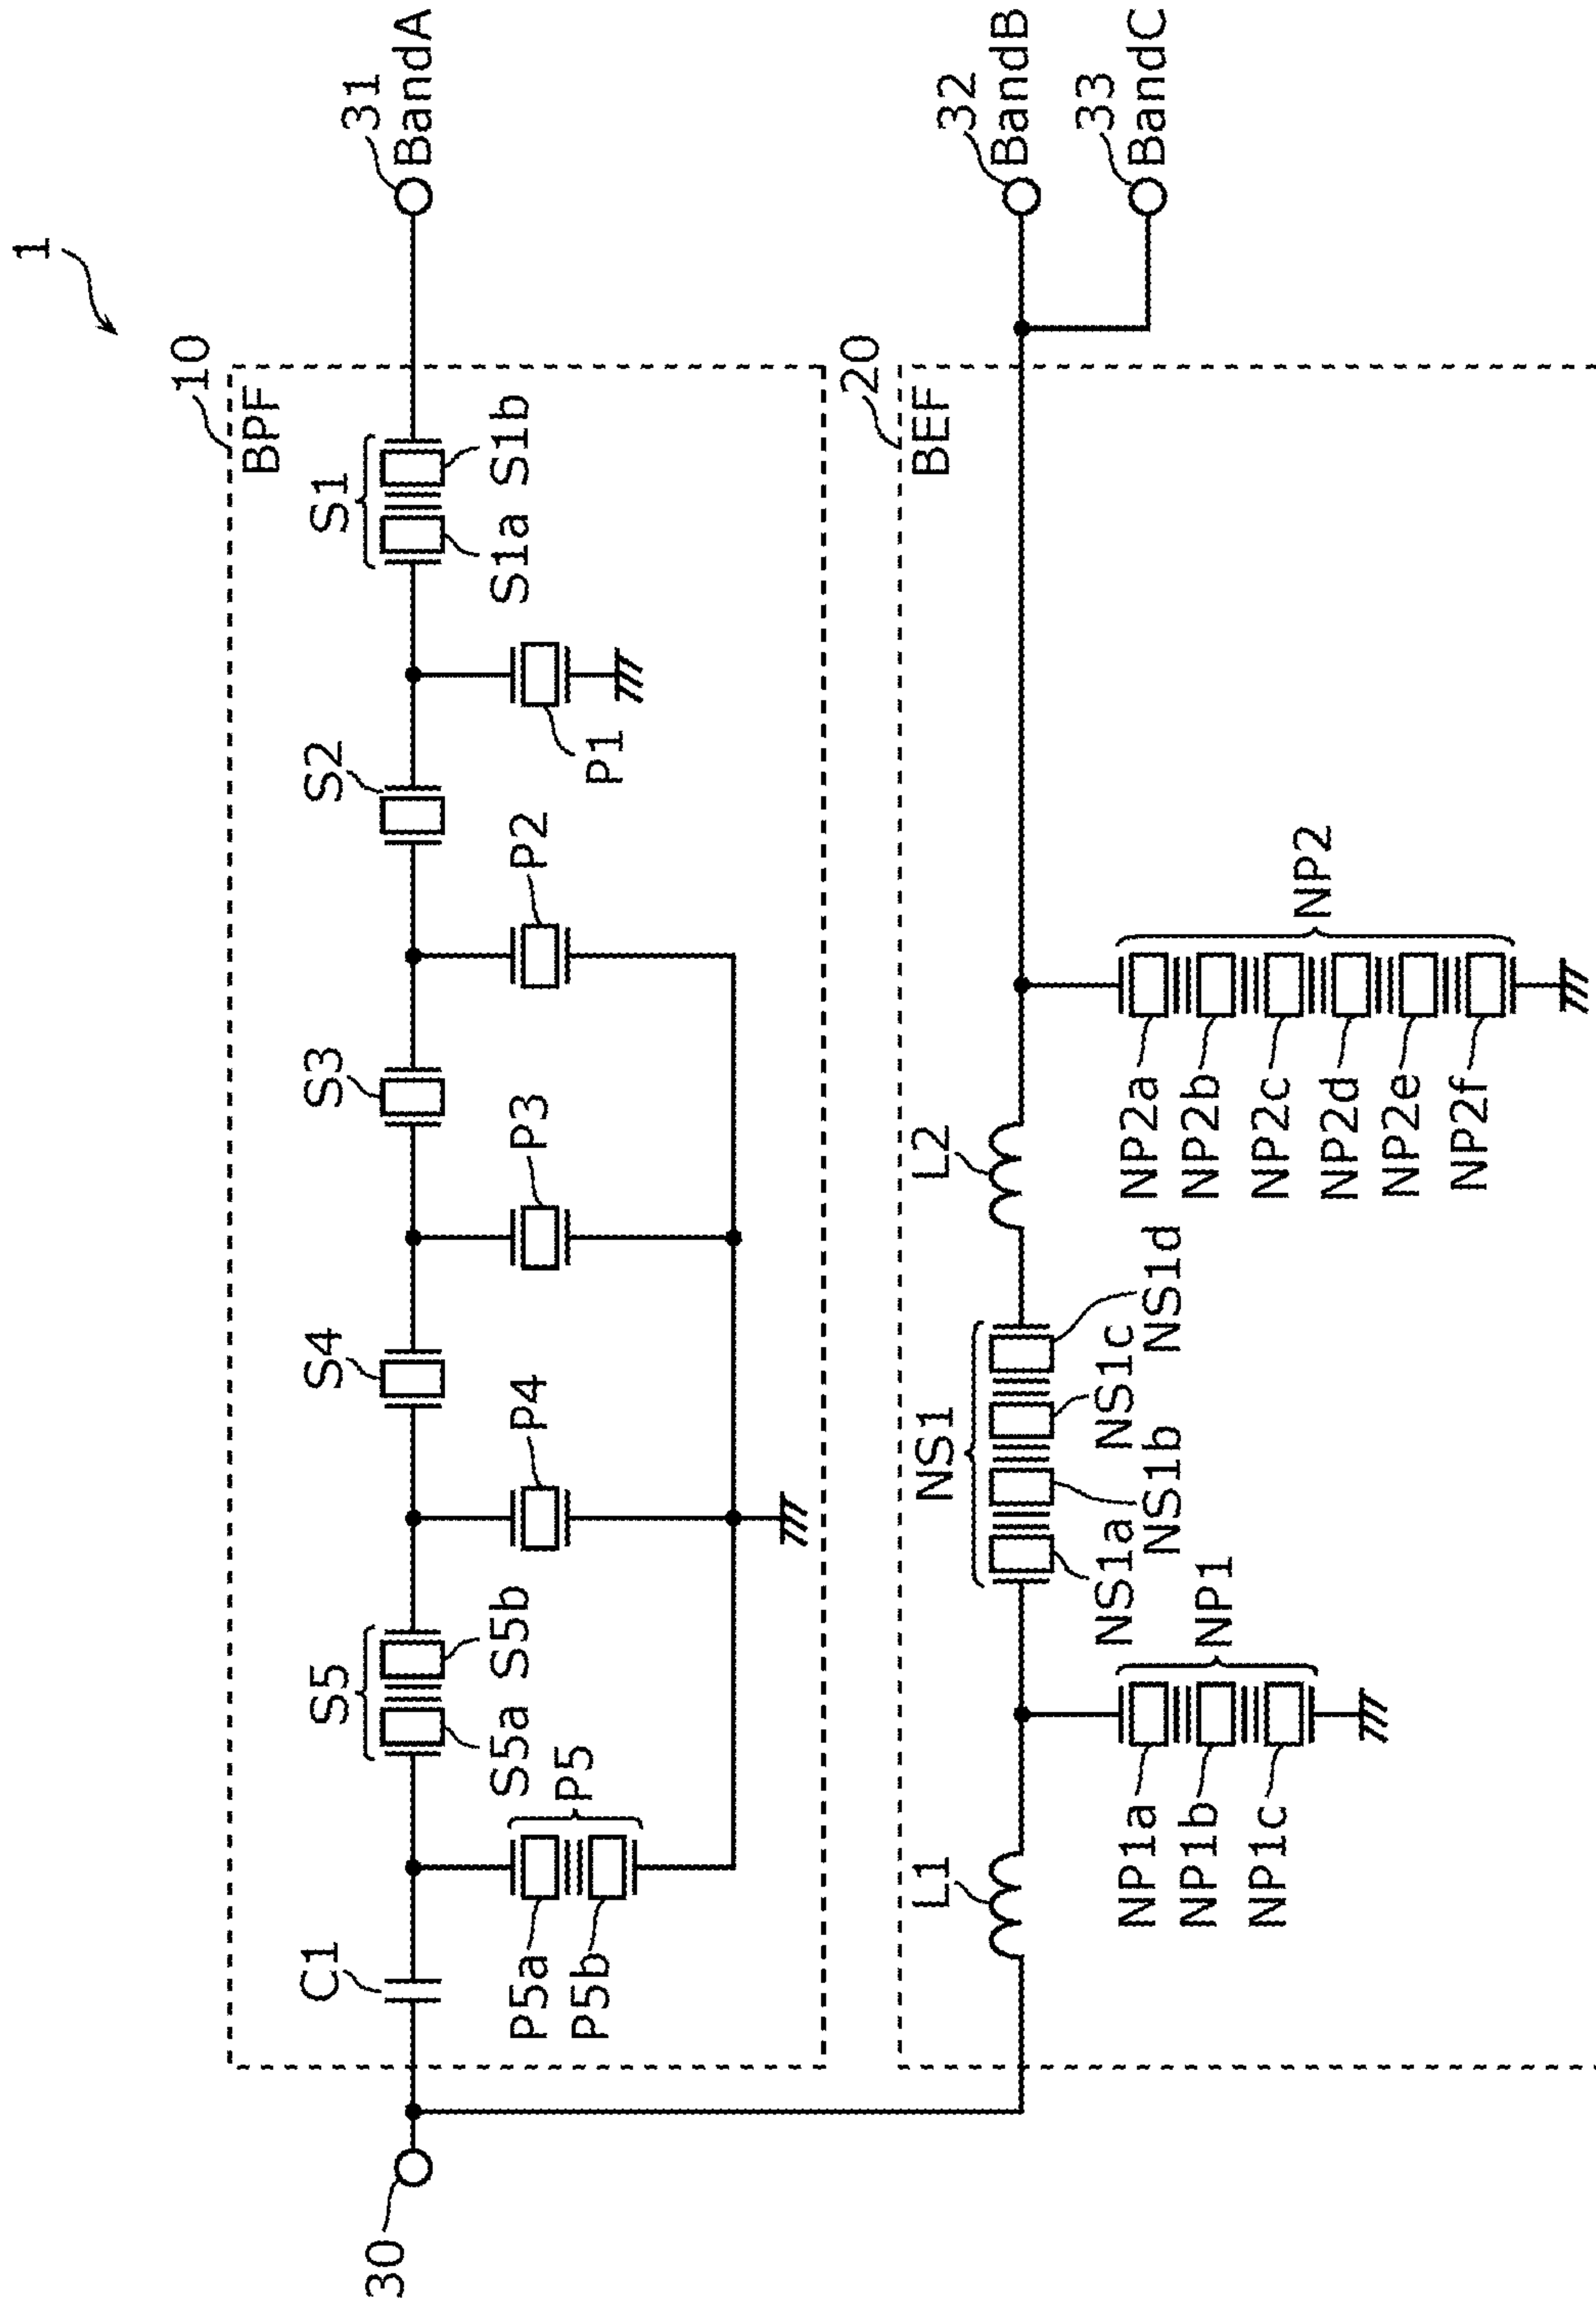 1
10
BPF
S1
S1a S1b
S2
S3
S4
S5
S5a S5b
C1
P1
P2
P3
P4
P5
P5a
P5b
30
31
BandA
20
BEF
L1
NS1
NS1a
NS1b
NS1c
NS1d
L2
NP1
NP1a
NP1b
NP1c
NP2
NP2a
NP2b
NP2c
NP2d
NP2e
NP2f
32
BandB
33
BandC